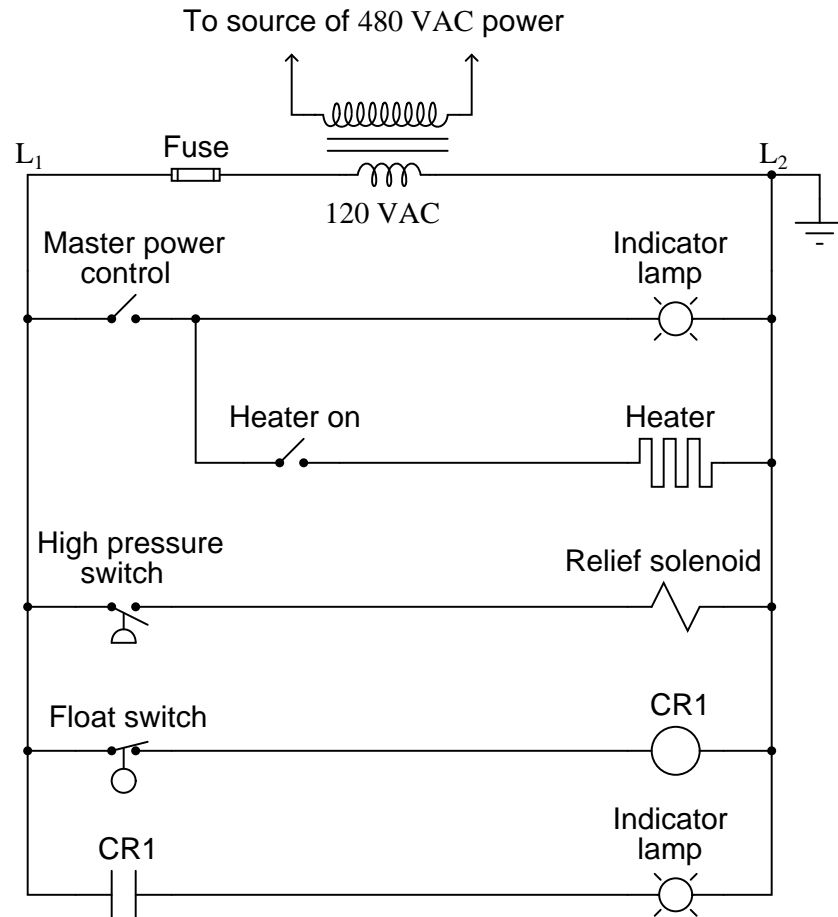 To source of 480 VAC power
L1
Fuse
L2
120 VAC
Master power
control
Indicator
lamp
Heater on
Heater
High pressure
switch
Relief solenoid
Float switch
CR1
CR1
Indicator
lamp